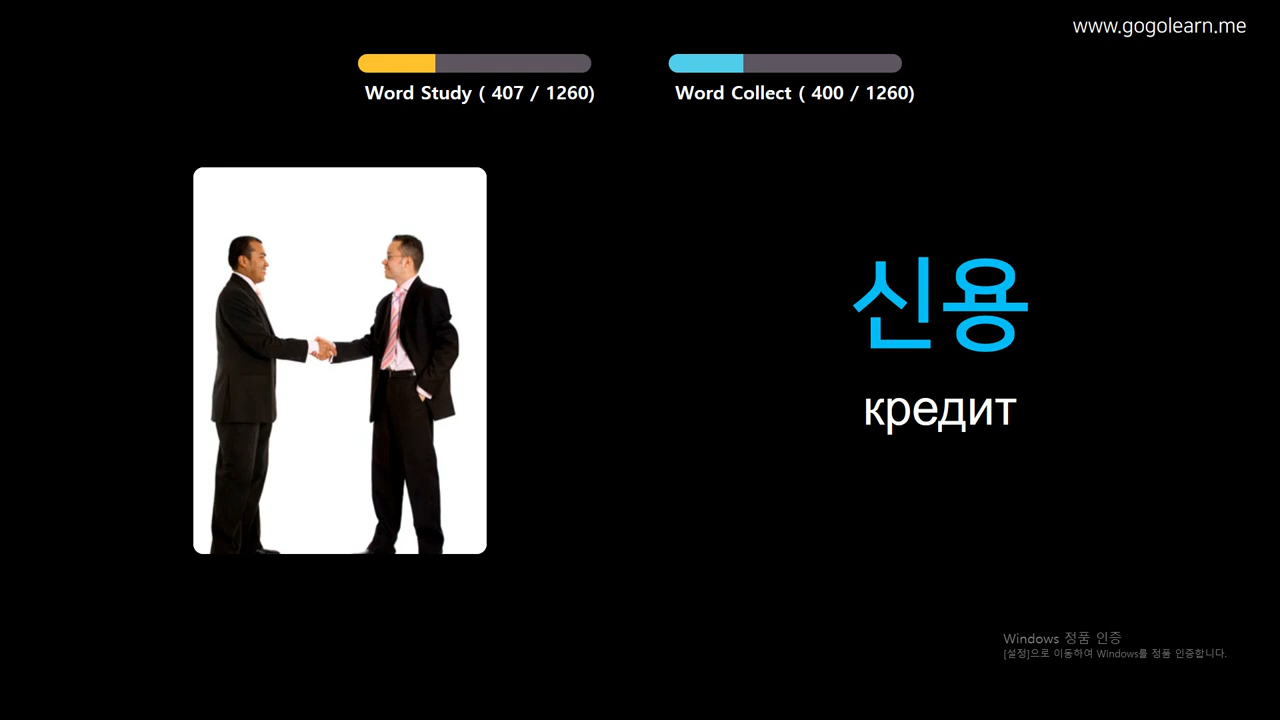 www.gogolearn.me
Word Study ( 407 / 1260)
Word Collect ( 400 / 1260)
신용
кредит
Windows 정품 인증
[설정]으로 이동하여 Windows를 정품 인증합니다.